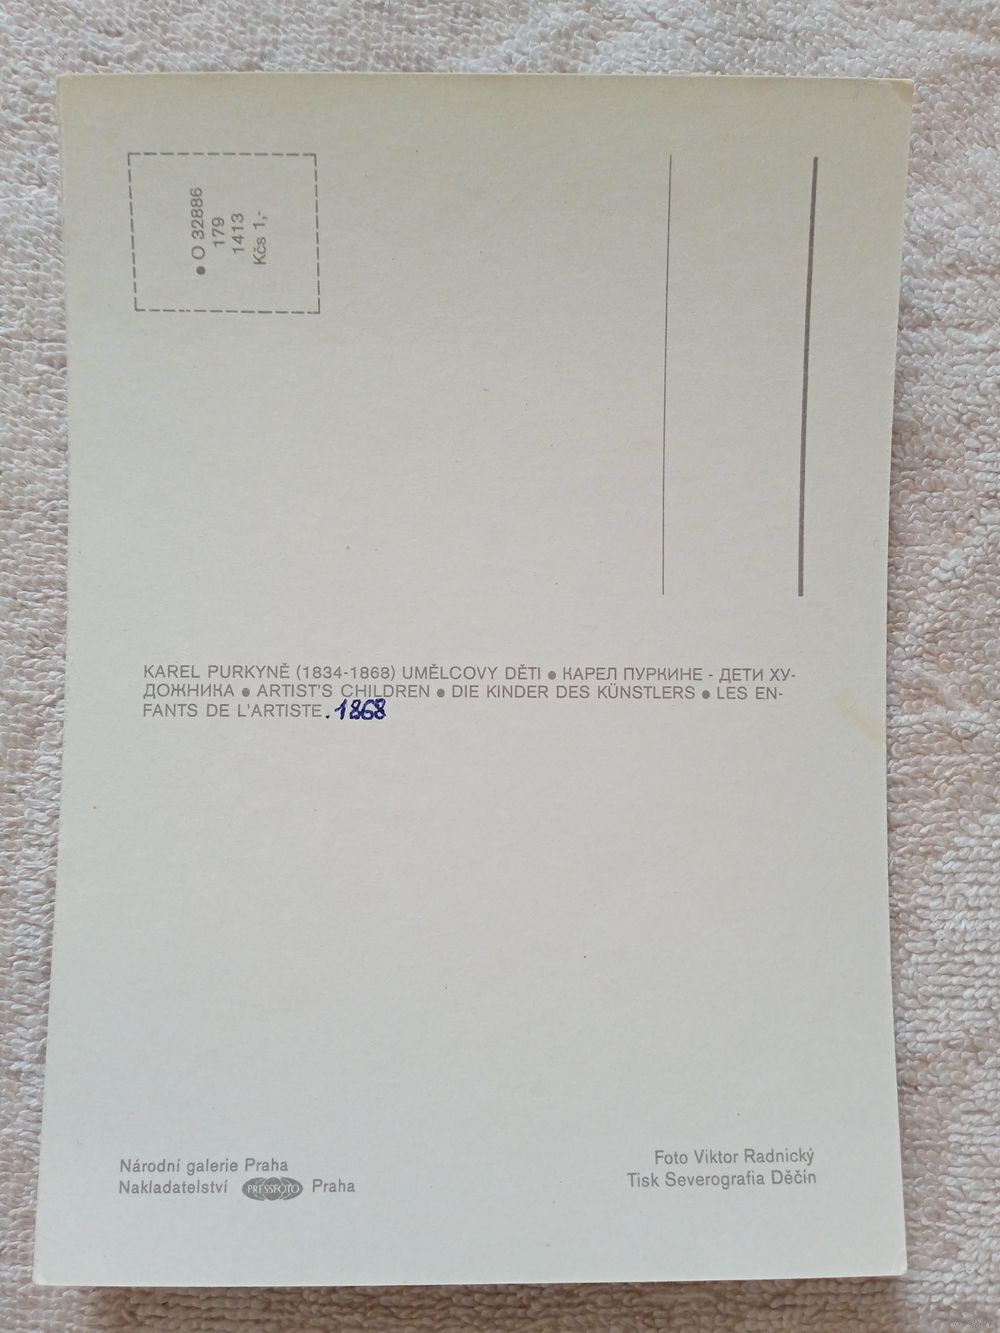 ● O 32886
179
1413
Kčs 1,-
KAREL PURKYNĚ (1834-1868) UMĚLCOVY DĚTI ● КАРЕЛ ПУРКИНЕ - ДЕТИ ХУ-
ДОЖНИКА ● ARTIST'S CHILDREN ● DIE KINDER DES KÜNSTLERS ● LES EN-
FANTS DE L'ARTISTE.1868
Národní galerie Praha
Nakladatelství PRESSFOTO Praha
Foto Viktor Radnický
Tisk Severografia Děčín